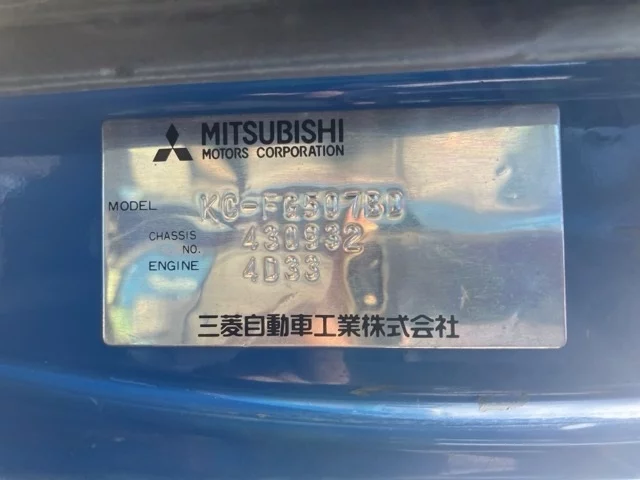 MITSUBISHI
MOTORS CORPORATION
MODEL KC-FG507BD
CHASSIS NO. 430932
ENGINE 4D33
三菱自動車工業株式会社